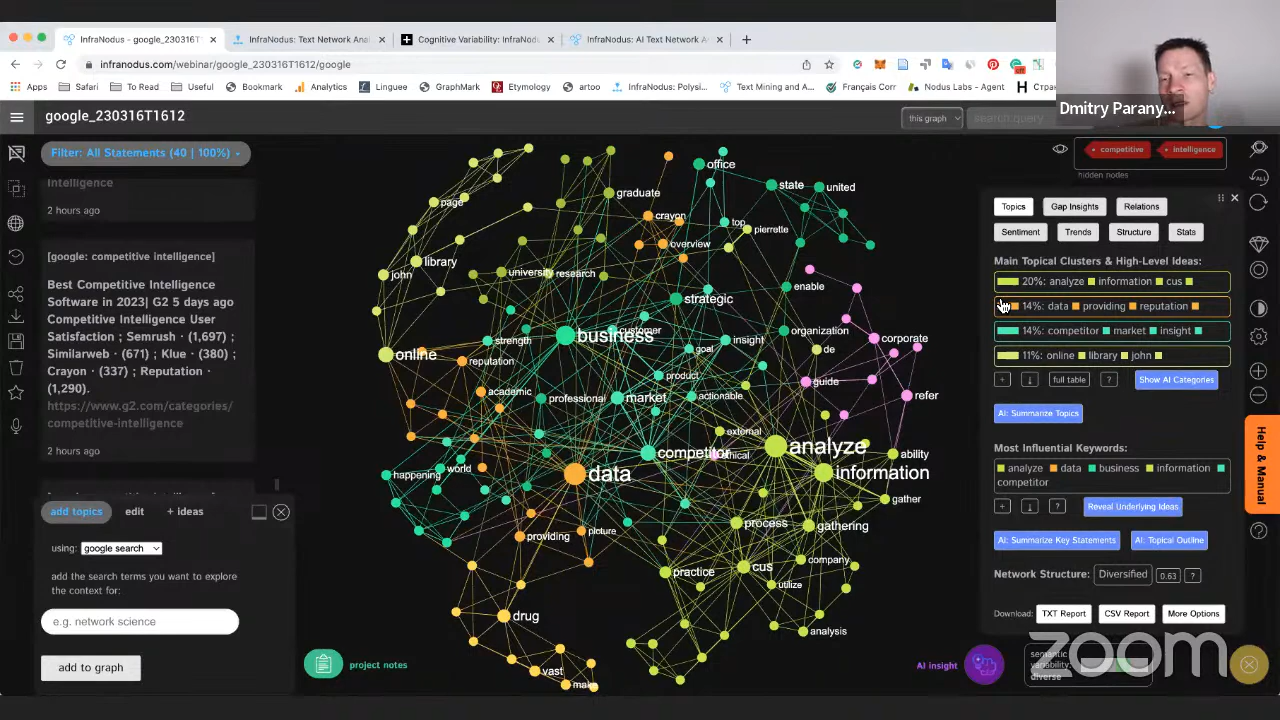 InfraNodus - google_230316T1
InfraNodus: Text Network Anal
Cognitive Variability: InfraNod
InfraNodus: AI Text Network A
infranodus.com/webinar/google_230316T1612/google
Apps
Safari
To Read
Useful
Bookmark
Analytics
Linguee
GraphMark
Etymology
artoo
InfraNodus: Polysi...
Text Mining and A...
Français Corr
Nodus Labs - Agent
Dmitry Parany...
google_230316T1612
this graph
search query
Filter: All Statements (40 | 100%)
competitive
intelligence
hidden nodes
Intelligence
2 hours ago
[google: competitive intelligence]
Best Competitive Intelligence
Software in 2023| G2 5 days ago
Competitive Intelligence User
Satisfaction ; Semrush · (1,697) ;
Similarweb · (671) ; Klue · (380) ;
Crayon · (337) ; Reputation ·
(1,290).
https://www.g2.com/categories/
competitive-intelligence
2 hours ago
add topics
edit
+ ideas
using:
google search
add the search terms you want to explore
the context for:
e.g. network science
add to graph
project notes
office
state
united
graduate
page
crayon
top
pierrette
overview
john
library
university
research
enable
strategic
business
customer
strength
goal
insight
organization
de
corporate
online
reputation
product
guide
academic
professional
market
actionable
refer
external
ethical
analyze
competitor
information
ability
happening
world
data
gather
process
gathering
picture
providing
company
practice
cus
utilize
drug
analysis
vast
make
Topics
Gap Insights
Relations
Sentiment
Trends
Structure
Stats
Main Topical Clusters & High-Level Ideas:
20%: analyze information cus
14%: data providing reputation
14%: competitor market insight
11%: online library john
full table
?
Show AI Categories
AI: Summarize Topics
Most Influential Keywords:
analyze data business information
competitor
?
Reveal Underlying Ideas
AI: Summarize Key Statements
AI: Topical Outline
Network Structure:
Diversified
0.63
?
Download:
TXT Report
CSV Report
More Options
AI insight
semantic
variability:
diverse
zoom
Help & Manual